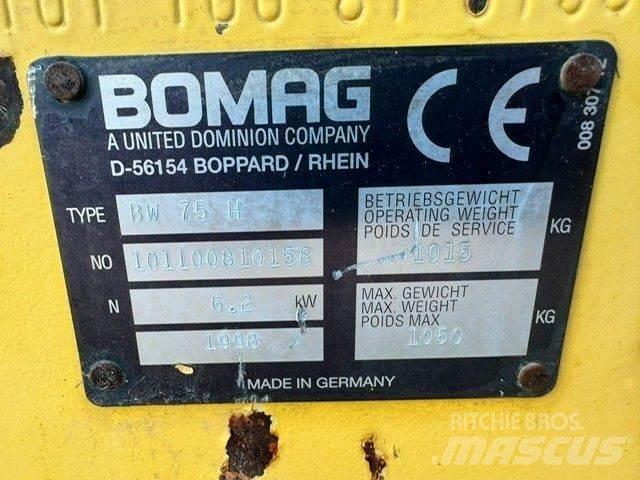 BOMAG
A UNITED DOMINION COMPANY
D-56154 BOPPARD / RHEIN
CE
008 307
TYPE BW 75 H
NO 101100810158
N 6.2 kW
1998
BETRIEBSGEWICHT
OPERATING WEIGHT
POIDS DE SERVICE
1015 KG
MAX. GEWICHT
MAX. WEIGHT
POIDS MAX
1050 KG
MADE IN GERMANY
RITCHIE BROS.
MASCUS